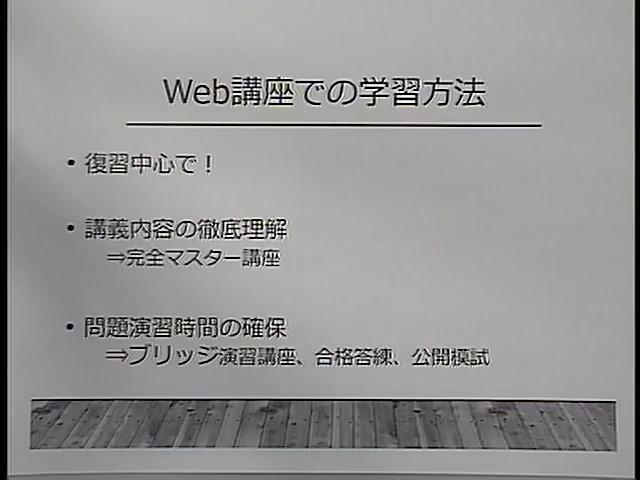 Web講座での学習方法
• 復習中心で！
• 講義内容の徹底理解
⇒完全マスター講座
• 問題演習時間の確保
⇒ブリッジ演習講座、合格答練、公開模試